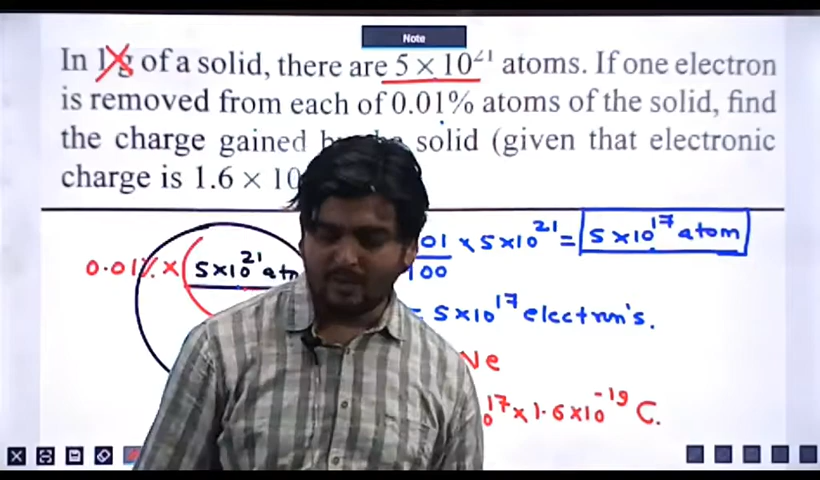 Note
In 1g of a solid, there are 5 × 10²¹ atoms. If one electron
is removed from each of 0.01% atoms of the solid, find
the charge gained solid (given that electronic
charge is 1.6 × 10
0.01% × ( 5×10²¹ 01/100 × 5×10²¹ = 5×10¹⁷ atom
= 5×10¹⁷ electron's.
ve
17 × 1.6×10⁻¹⁹ C.